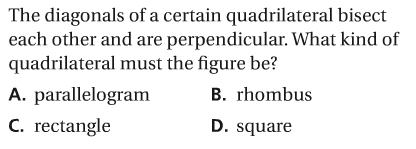 The diagonals of a certain quadrilateral bisect
each other and are perpendicular. What kind of
quadrilateral must the figure be?
A. parallelogram B. rhombus
C. rectangle D. square